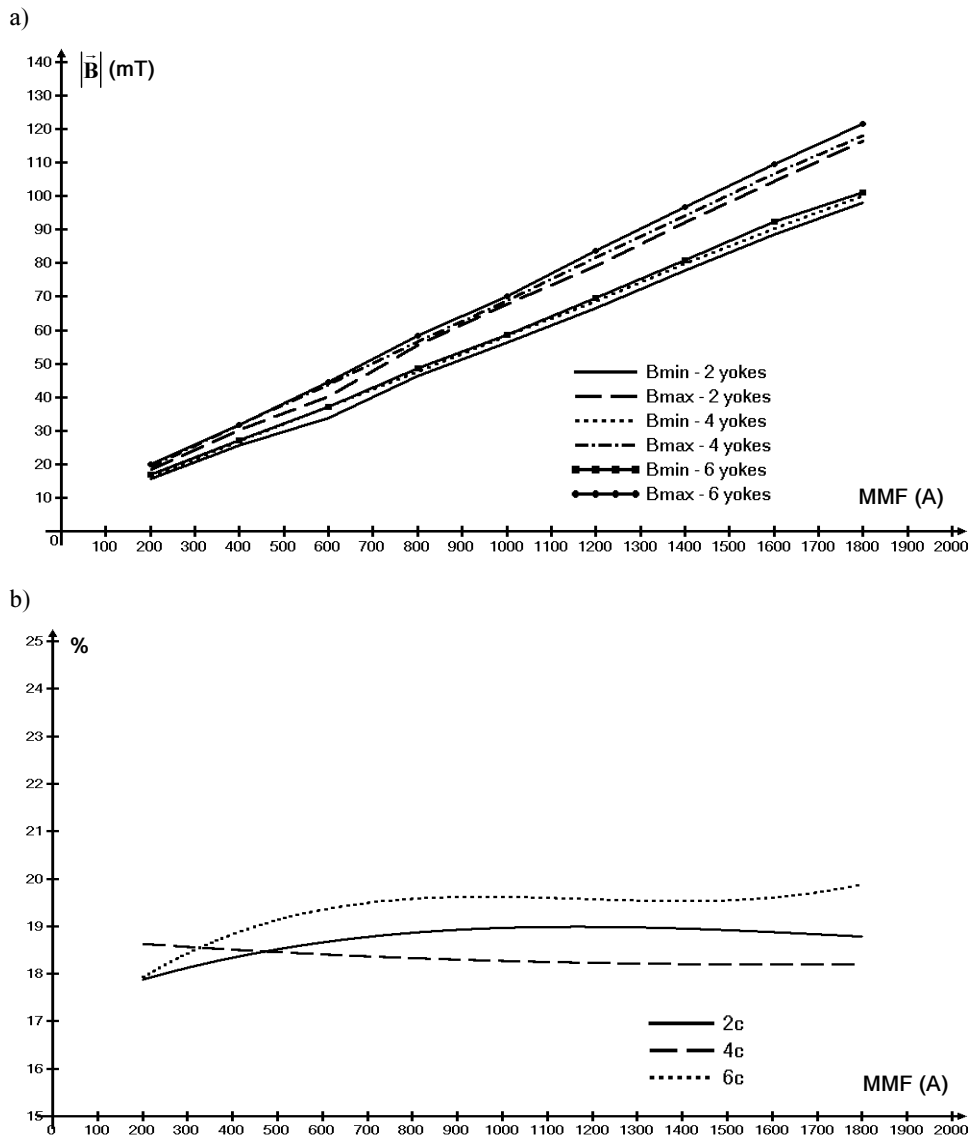 a)
|B⃗| (mT)
140
130
120
110
100
90
80
70
60
50
40
30
20
10
0
Bmin - 2 yokes
Bmax - 2 yokes
Bmin - 4 yokes
Bmax - 4 yokes
Bmin - 6 yokes
Bmax - 6 yokes
MMF (A)
100 200 300 400 500 600 700 800 900 1000 1100 1200 1300 1400 1500 1600 1700 1800 1900 2000
b)
%
25
24
23
22
21
20
19
18
17
16
15
2c
4c
6c
MMF (A)
0 100 200 300 400 500 600 700 800 900 1000 1100 1200 1300 1400 1500 1600 1700 1800 1900 2000